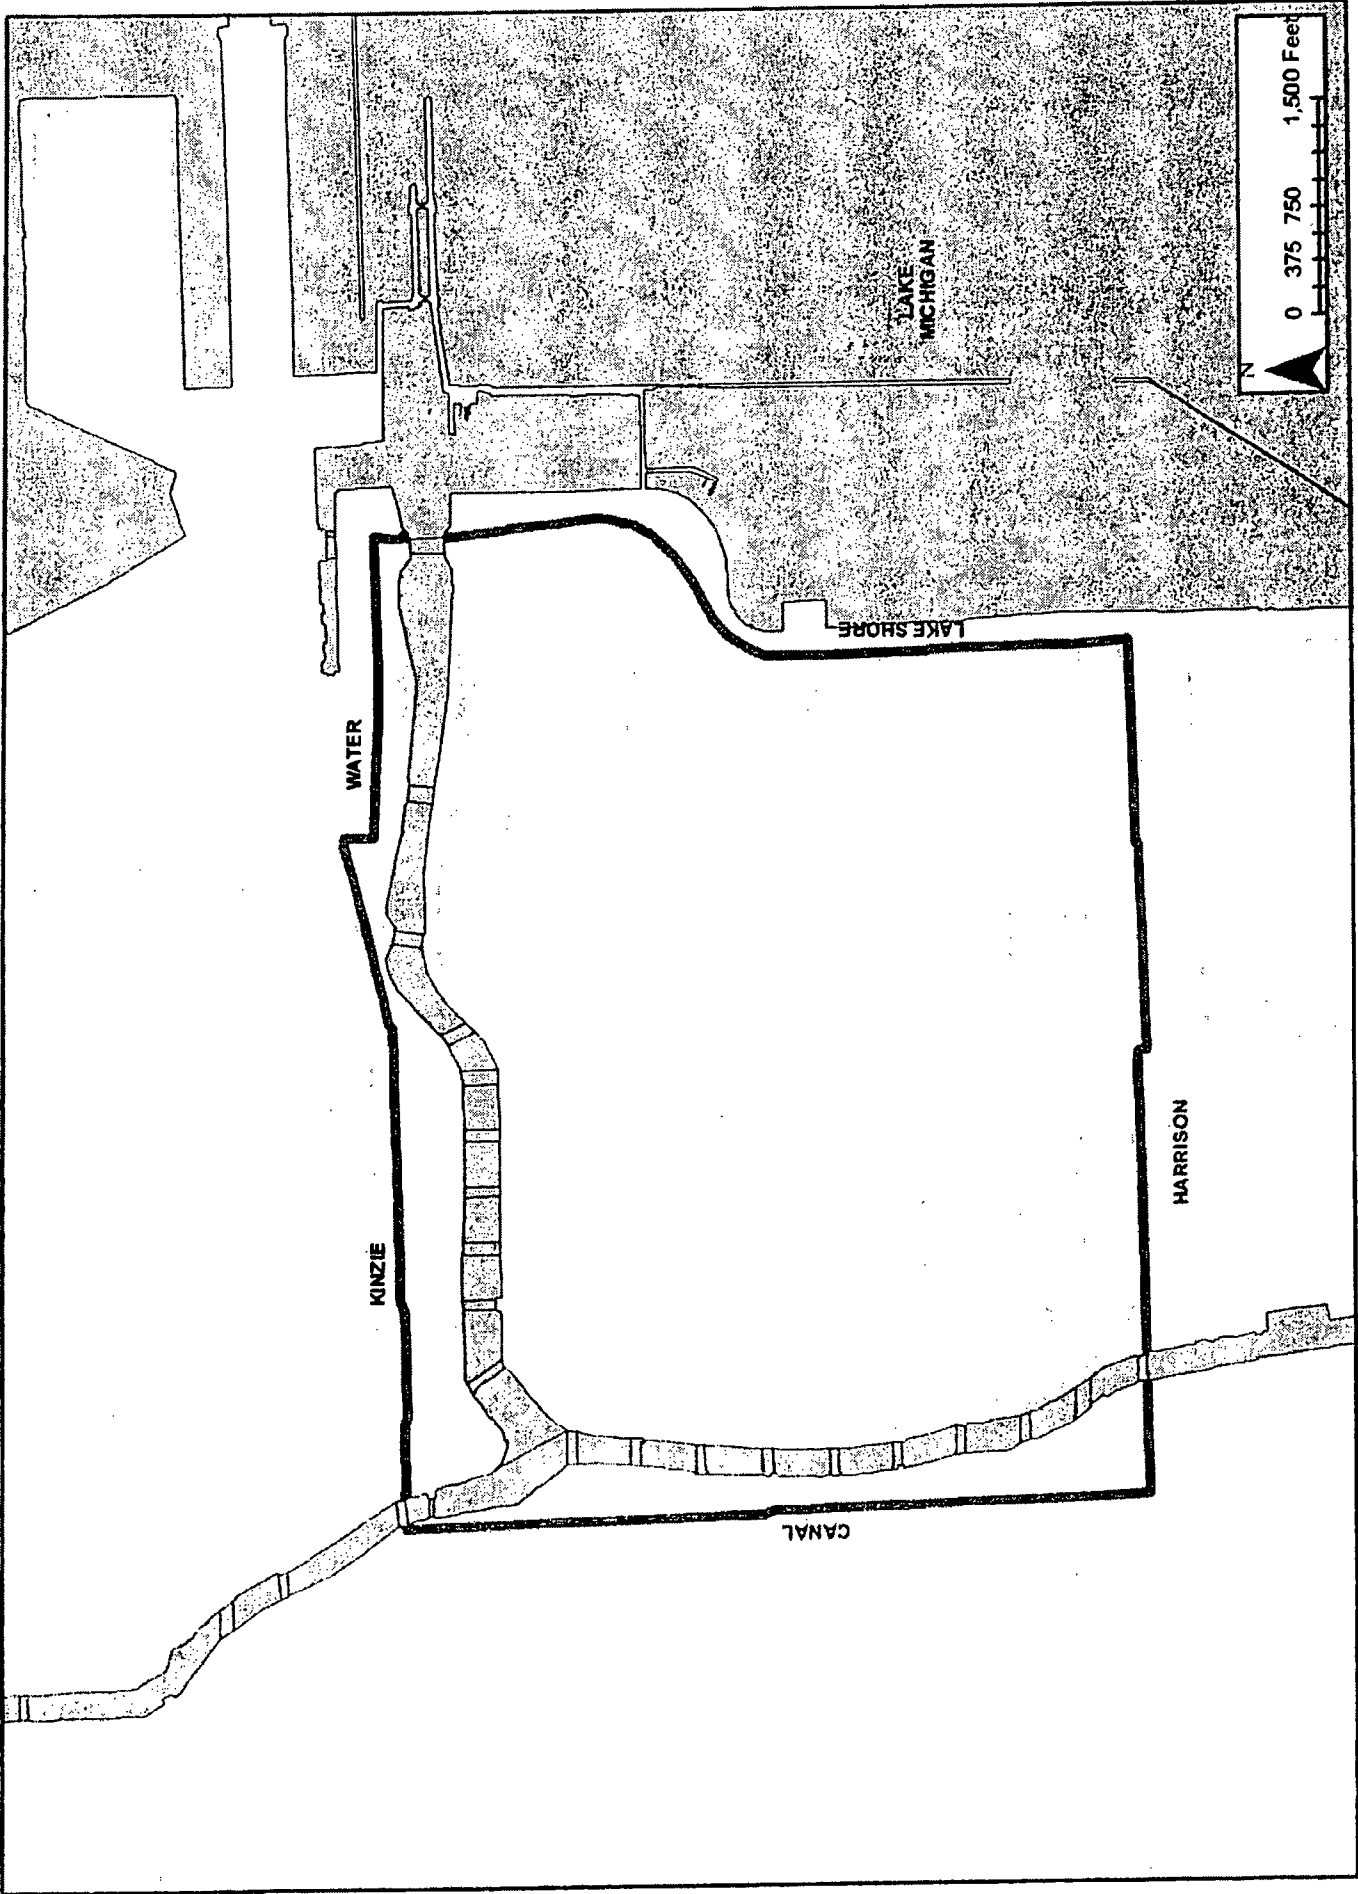 WATER
KINZIE
LAKE
MICHIGAN
LAKE SHORE
CANAL
HARRISON
N
0 375 750 1,500 Feet